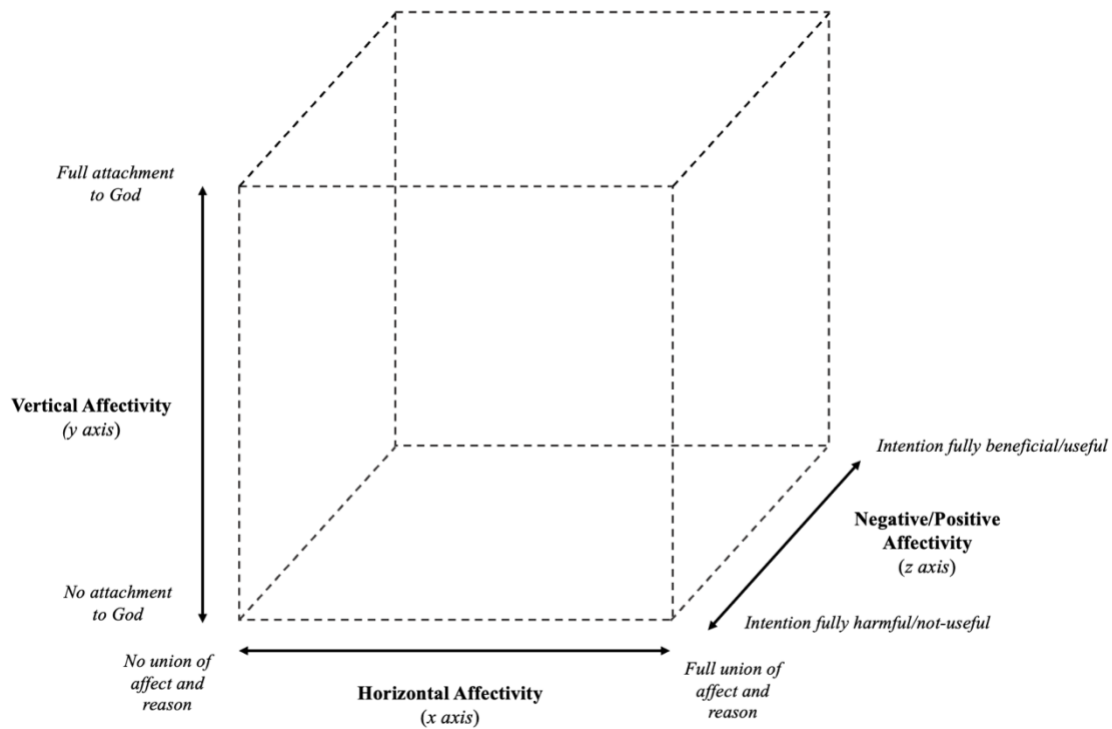 Full attachment
to God
Vertical Affectivity
(y axis)
Intention fully beneficial/useful
Negative/Positive
Affectivity
(z axis)
No attachment
to God
Intention fully harmful/not-useful
No union of
affect and
reason
Horizontal Affectivity
(x axis)
Full union of
affect and
reason